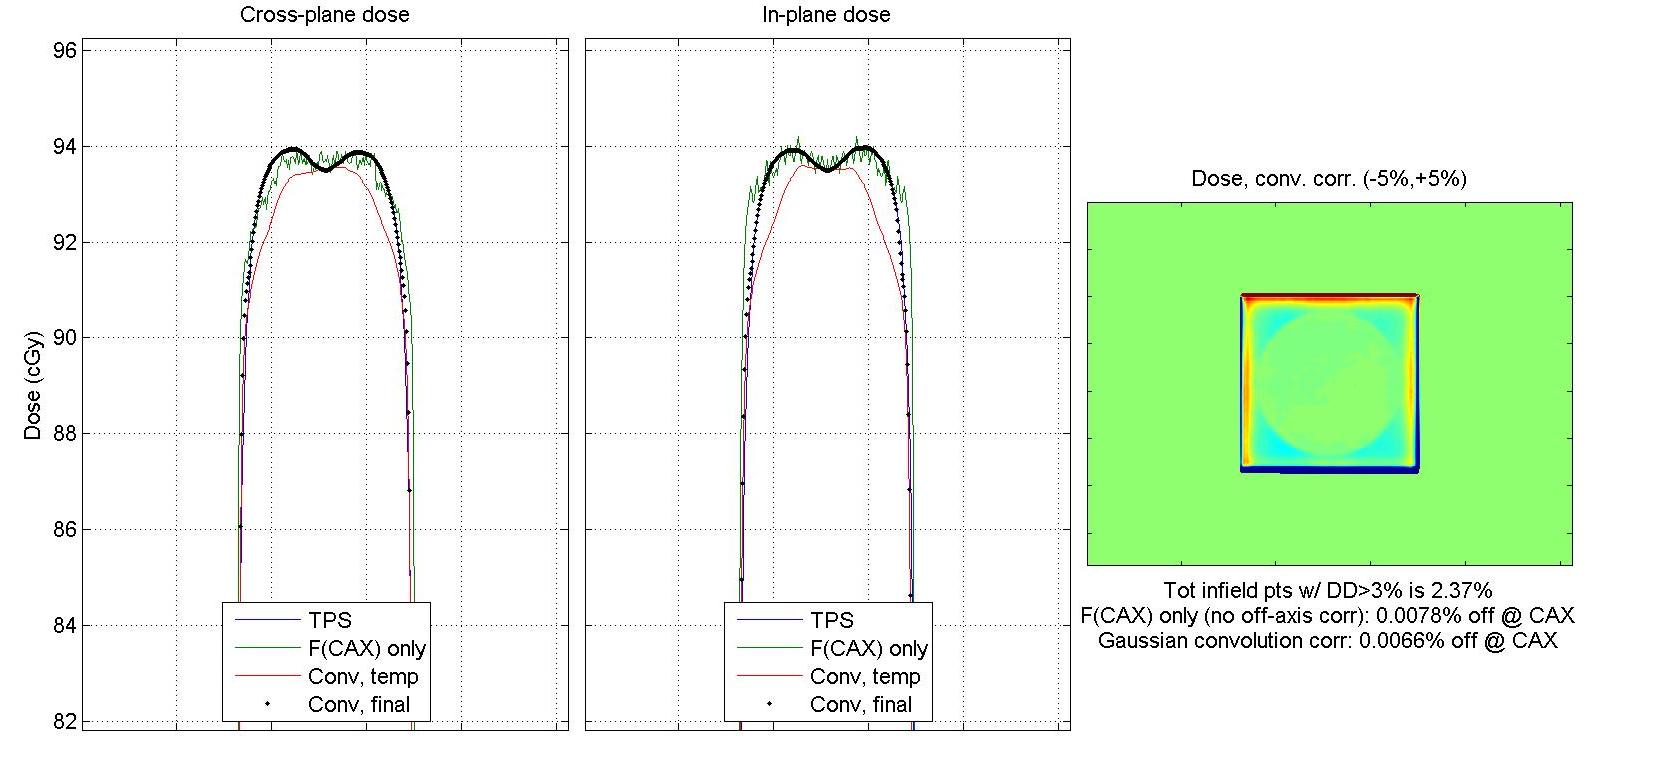 Cross-plane dose
In-plane dose
96
94
92
90
88
86
84
82
Dose (cGy)
TPS
F(CAX) only
Conv, temp
Conv, final
TPS
F(CAX) only
Conv, temp
Conv, final
Dose, conv. corr. (-5%,+5%)
Tot infield pts w/ DD>3% is 2.37%
F(CAX) only (no off-axis corr): 0.0078% off @ CAX
Gaussian convolution corr: 0.0066% off @ CAX